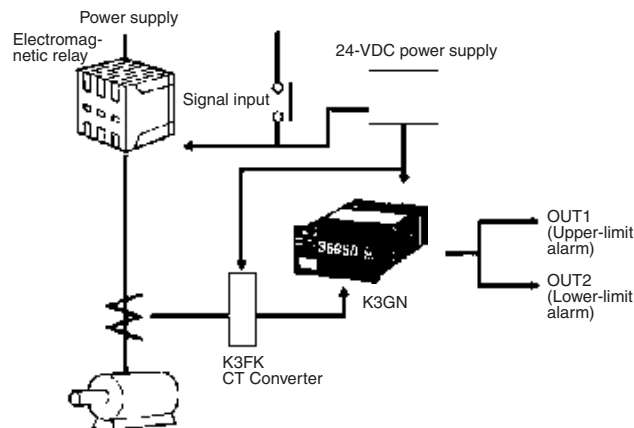 Power supply
Electromag-
netic relay
24-VDC power supply
Signal input
OUT1
(Upper-limit
alarm)
OUT2
(Lower-limit
alarm)
K3GN
K3FK
CT Converter